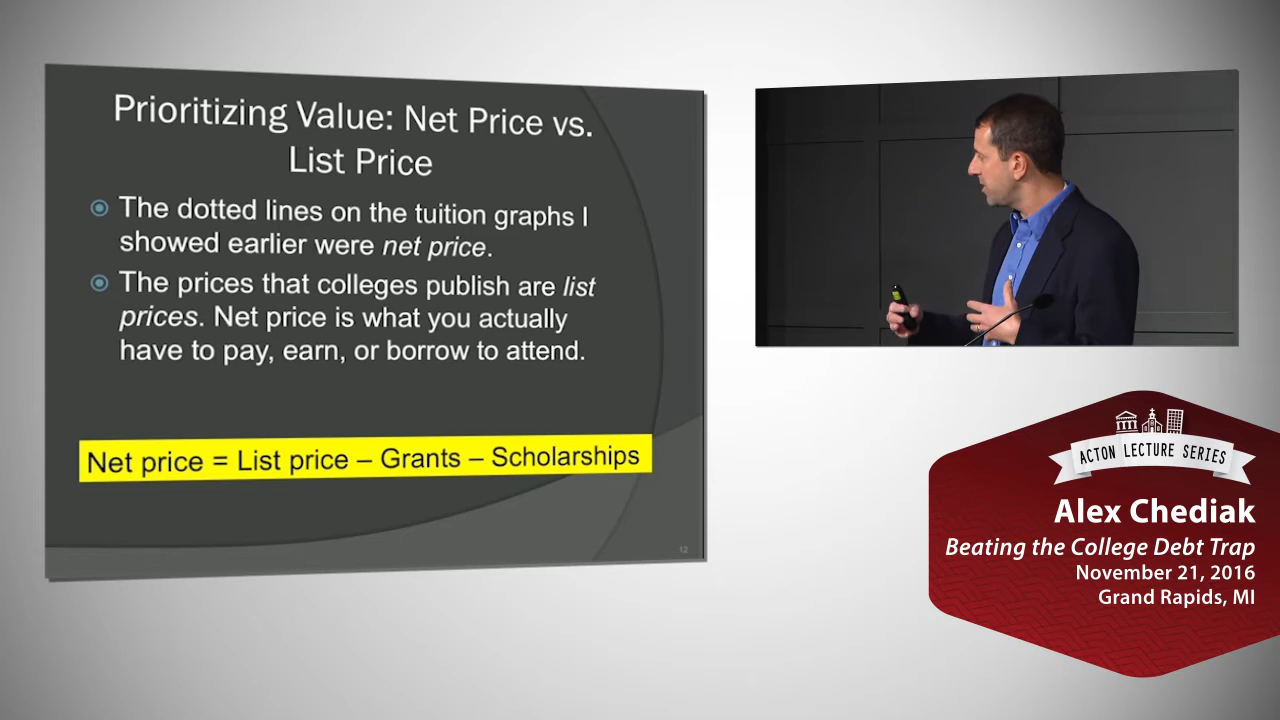 Prioritizing Value: Net Price vs.
List Price
The dotted lines on the tuition graphs I
showed earlier were net price.
The prices that colleges publish are list
prices. Net price is what you actually
have to pay, earn, or borrow to attend.
Net price = List price – Grants – Scholarships
12
ACTON LECTURE SERIES
Alex Chediak
Beating the College Debt Trap
November 21, 2016
Grand Rapids, MI